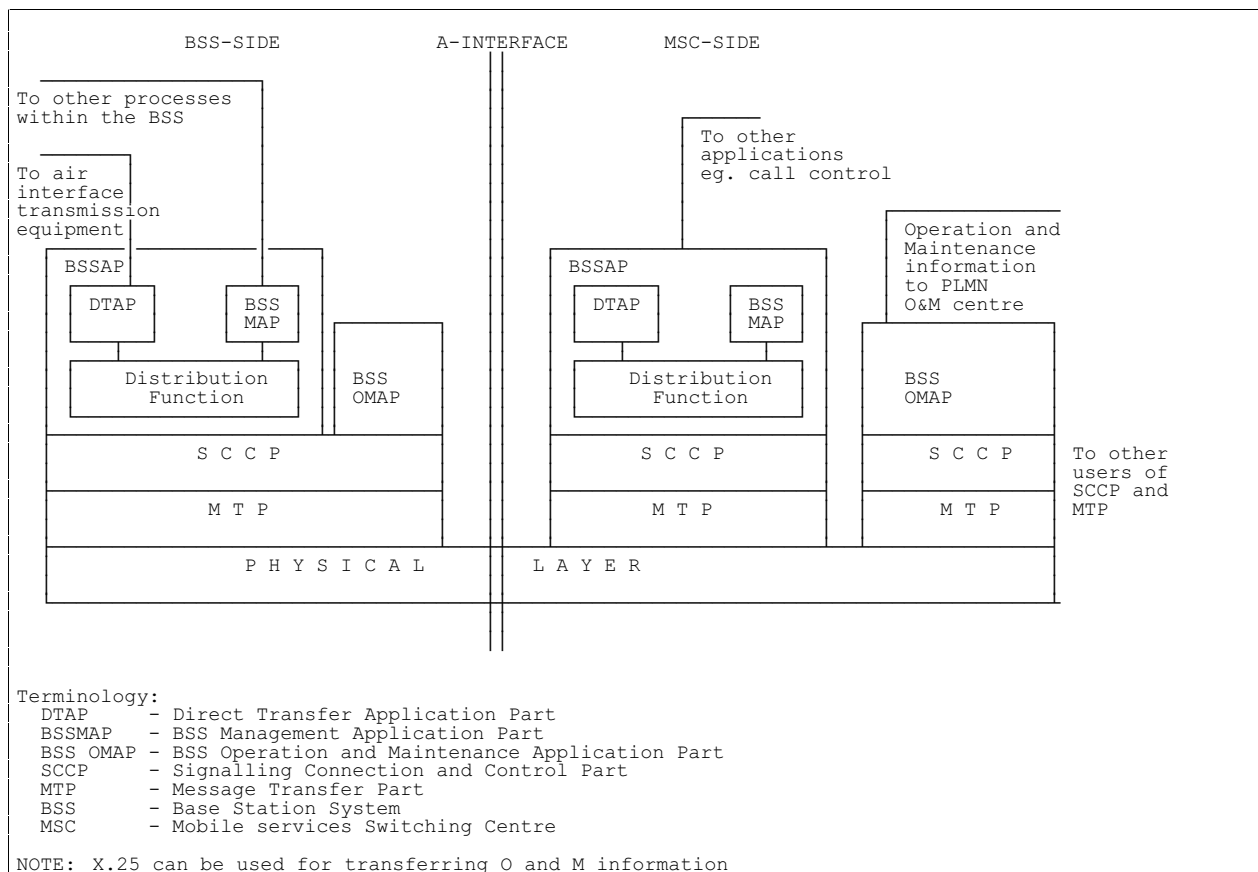 BSS-SIDE A-INTERFACE MSC-SIDE
To other processes
within the BSS
To other
applications
eg. call control
To air
interface
transmission
equipment
Operation and
Maintenance
information
to PLMN
O&M centre
BSSAP
DTAP
BSS
MAP
Distribution
Function
BSS
OMAP
BSSAP
DTAP
BSS
MAP
Distribution
Function
BSS
OMAP
S C C P
S C C P
S C C P
M T P
M T P
M T P
To other
users of
SCCP and
MTP
P H Y S I C A L L A Y E R
Terminology:
DTAP - Direct Transfer Application Part
BSSMAP - BSS Management Application Part
BSS OMAP - BSS Operation and Maintenance Application Part
SCCP - Signalling Connection and Control Part
MTP - Message Transfer Part
BSS - Base Station System
MSC - Mobile services Switching Centre
NOTE: X.25 can be used for transferring O and M information